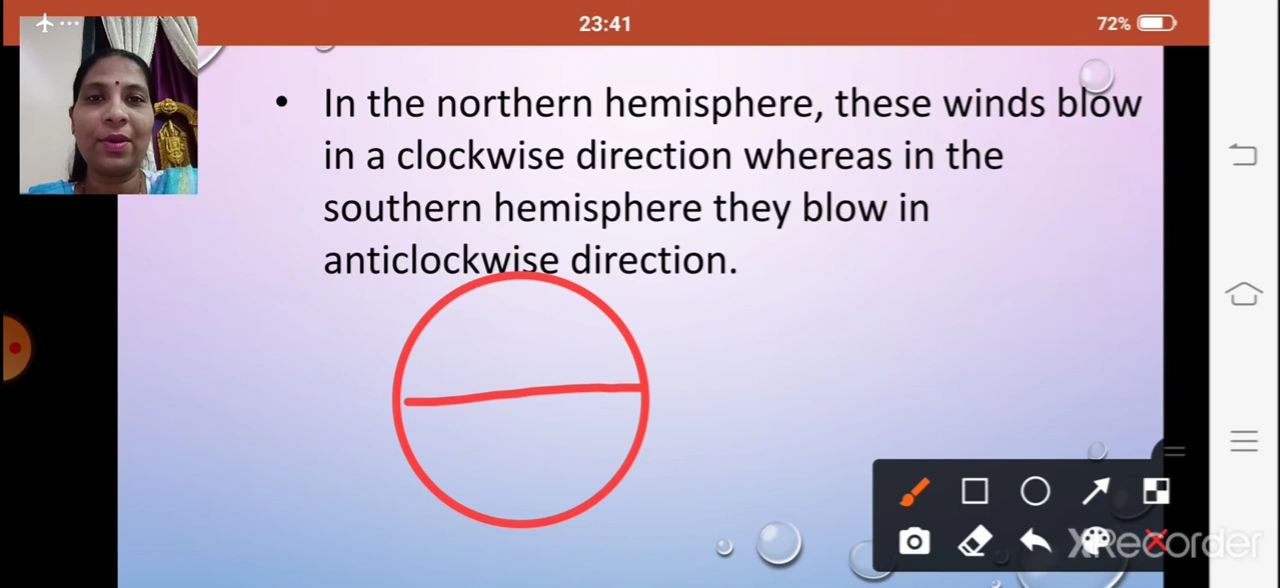 23:41
72%
• In the northern hemisphere, these winds blow
in a clockwise direction whereas in the
southern hemisphere they blow in
anticlockwise direction.
XRecorder